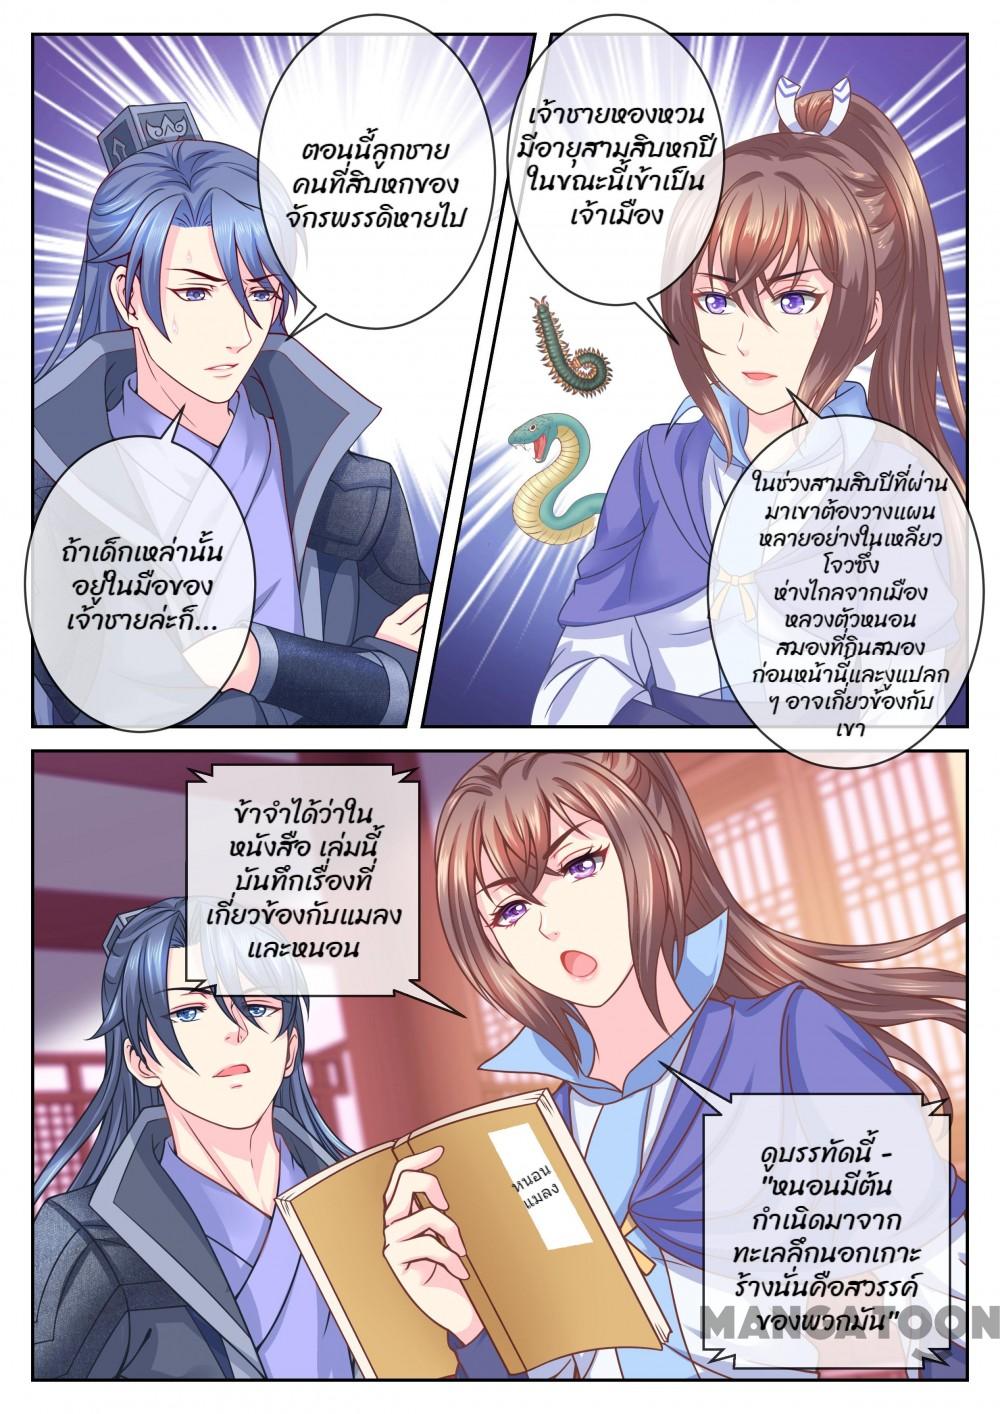 ตอนนี้ลูกชาย
คนที่สิบหกของ
จักรพรรดิหายไป
ถ้าเด็กเหล่านั้น
อยู่ในมือของ
เจ้าชายล่ะก็...
เจ้าชายหองหวน
มีอายุสามสิบหกปี
ในขณะนี้เข้าเป็น
เจ้าเมือง
ในช่วงสามสิบปีที่ผ่าน
มาเขาต้องวางแผน
หลายอย่างในเหลียว
โจวซึ่ง
ห่างไกลจากเมือง
หลวงตัวหนอน
สมองที่กินสมอง
ก่อนหน้านี้และงูแปลก
ๆ อาจเกี่ยวข้องกับ
เขา
ข้าจำได้ว่าใน
หนังสือ เล่มนี้
บันทึกเรื่องที่
เกี่ยวข้องกับแมลง
และหนอน
หนอน
แมลง
ดูบรรทัดนี้ -
"หนอนมีต้น
กำเนิดมาจาก
ทะเลลึกนอกเกาะ
ร้างนั่นคือสวรรค์
ของพวกมัน"
MANGATOON